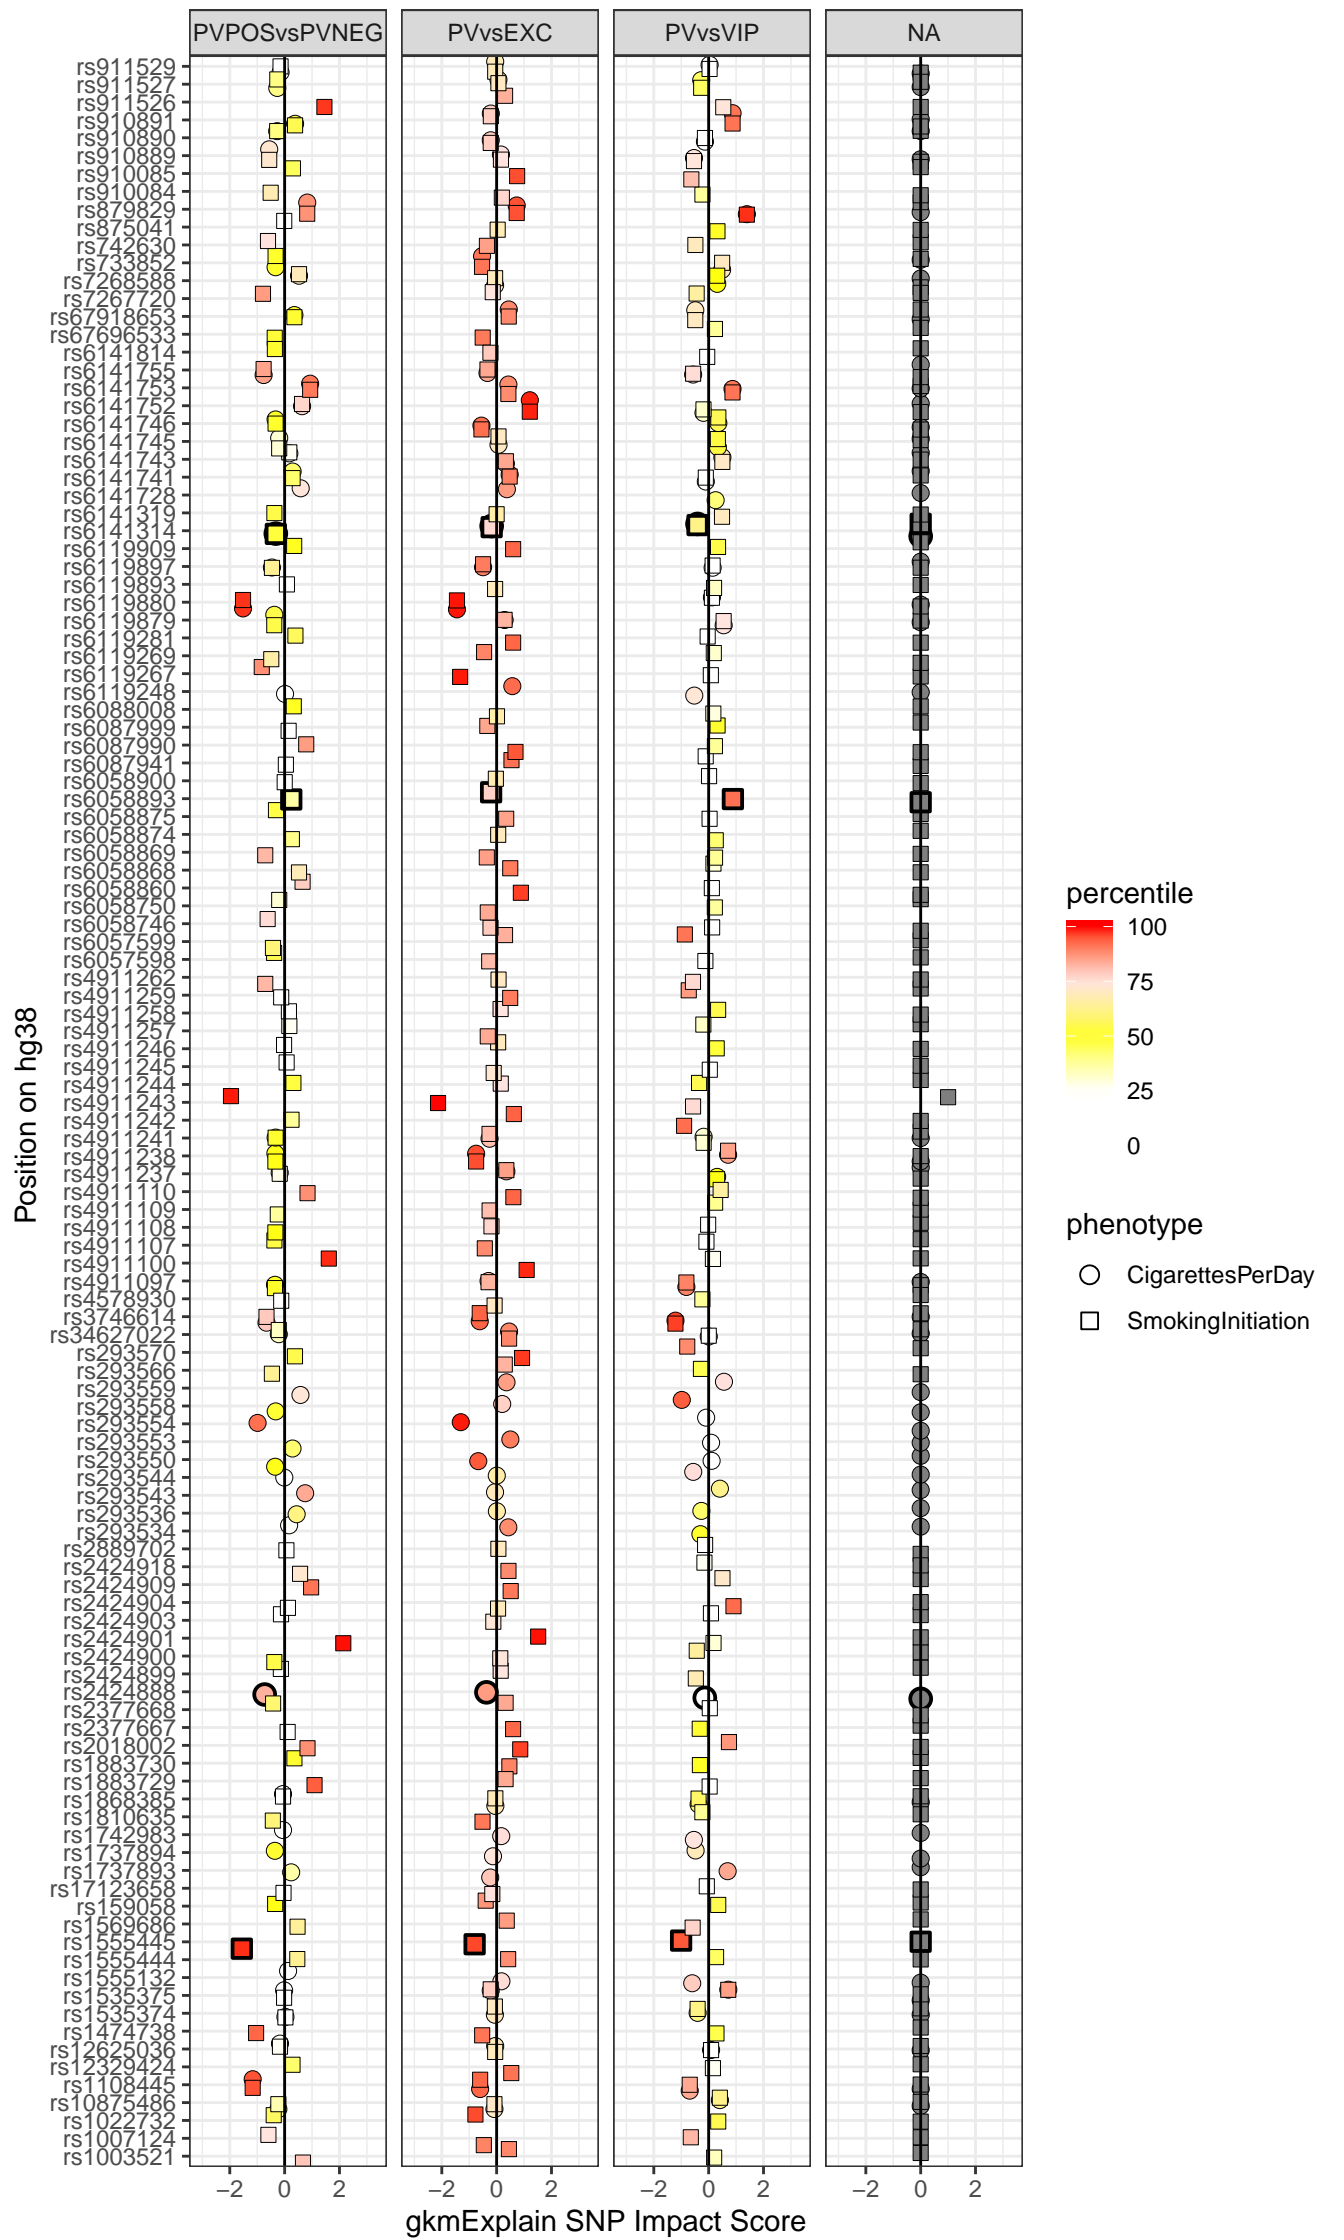 PVPOSvsPVNEG PVvsEXC PVvsVIP NA
rs911529
rs911527
rs911526
rs910891
rs910890
rs910889
rs910085
rs910084
rs879829
rs875041
rs742630
rs733852
rs7268588
rs7267720
rs67918653
rs67696533
rs6141814
rs6141755
rs6141753
rs6141752
rs6141746
rs6141745
rs6141743
rs6141741
rs6141728
rs6141319
rs6141314
rs6119909
rs6119897
rs6119893
rs6119880
rs6119879
rs6119281
rs6119269
rs6119267
rs6119248
rs6088008
rs6087999
rs6087990
rs6087941
rs6058900
rs6058893
rs6058875
rs6058874
rs6058869
rs6058868
rs6058860
rs6058750
rs6058746
rs6057599
rs6057598
rs4911262
rs4911259
rs4911258
rs4911257
rs4911246
rs4911245
rs4911244
rs4911243
rs4911242
rs4911241
rs4911238
rs4911237
rs4911110
rs4911109
rs4911108
rs4911107
rs4911100
rs4911097
rs4578930
rs3746614
rs34627022
rs293570
rs293566
rs293559
rs293558
rs293554
rs293553
rs293550
rs293544
rs293543
rs293536
rs293534
rs2889702
rs2424918
rs2424909
rs2424904
rs2424903
rs2424901
rs2424900
rs2424899
rs2424888
rs2377668
rs2377667
rs2018002
rs1883730
rs1883729
rs1868385
rs1810635
rs1742983
rs1737894
rs1737893
rs17123658
rs159058
rs1569686
rs1555445
rs1555444
rs1555132
rs1535375
rs1535374
rs1474738
rs12625036
rs12329424
rs1108445
rs10875486
rs1022732
rs1007124
rs1003521
Position on hg38
−2 0 2 −2 0 2 −2 0 2 −2 0 2
gkmExplain SNP Impact Score
percentile
100
75
50
25
0
phenotype
CigarettesPerDay
SmokingInitiation